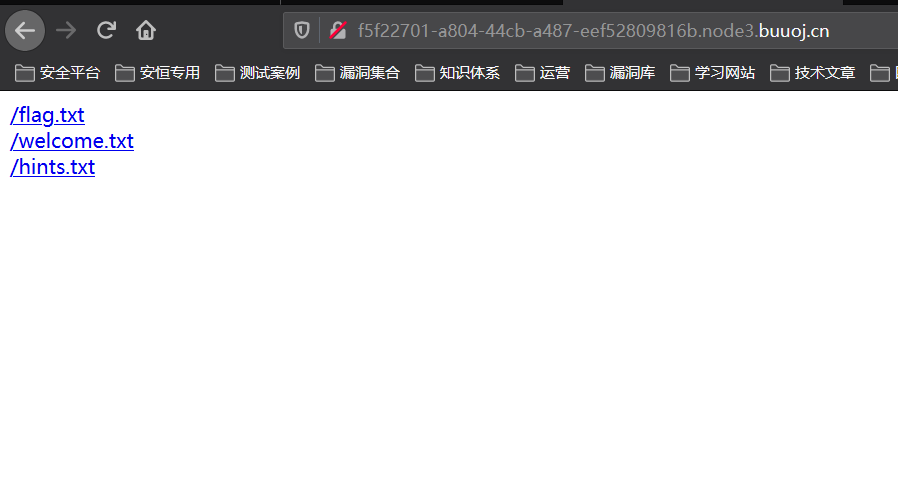 f5f22701-a804-44cb-a487-eef52809816b.node3.buuoj.cn
安全平台 安恒专用 测试案例 漏洞集合 知识体系 运营 漏洞库 学习网站 技术文章
/flag.txt
/welcome.txt
/hints.txt